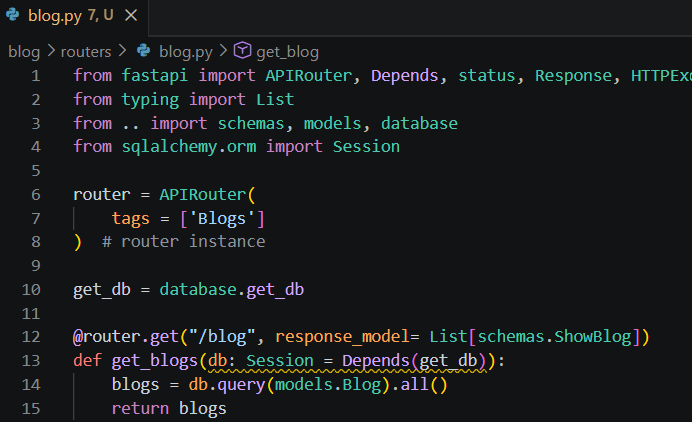 blog.py 7, U
blog > routers > blog.py > get_blog
1 from fastapi import APIRouter, Depends, status, Response,
2 from typing import List
3 from .. import schemas, models, database
4 from sqlalchemy.orm import Session
5
6 router = APIRouter(
7     tags = ['Blogs']
8 )  # router instance
9
10 get_db = database.get_db
11
12 @router.get("/blog", response_model= List[schemas.ShowBlog])
13 def get_blogs(db: Session = Depends(get_db)):
14     blogs = db.query(models.Blog).all()
15     return blogs